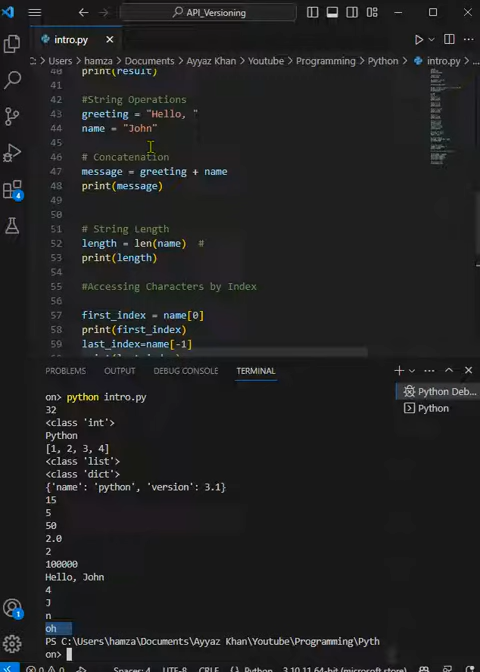 API_Versioning
intro.py
C: > Users > hamza > Documents > Ayyaz Khan > Youtube > Programming > Python > intro.py > ...
40 print(result)
41
42 #String Operations
43 greeting = "Hello, "
44 name = "John"
45
46 # Concatenation
47 message = greeting + name
48 print(message)
49
50
51 # String Length
52 length = len(name)  #
53 print(length)
54
55 #Accessing Characters by Index
56
57 first_index = name[0]
58 print(first_index)
59 last_index=name[-1]
PROBLEMS OUTPUT DEBUG CONSOLE TERMINAL
Python Deb...
Python
on> python intro.py
32
<class 'int'>
Python
[1, 2, 3, 4]
<class 'list'>
<class 'dict'>
{'name': 'python', 'version': 3.1}
15
5
50
2.0
2
100000
Hello, John
4
J
n
oh
PS C:\Users\hamza\Documents\Ayyaz Khan\Youtube\Programming\Pyth
on>
4
1
0 0 Spaces: 4 UTF-8 CRLF Python 3.10.11 64-bit (microsoft store)